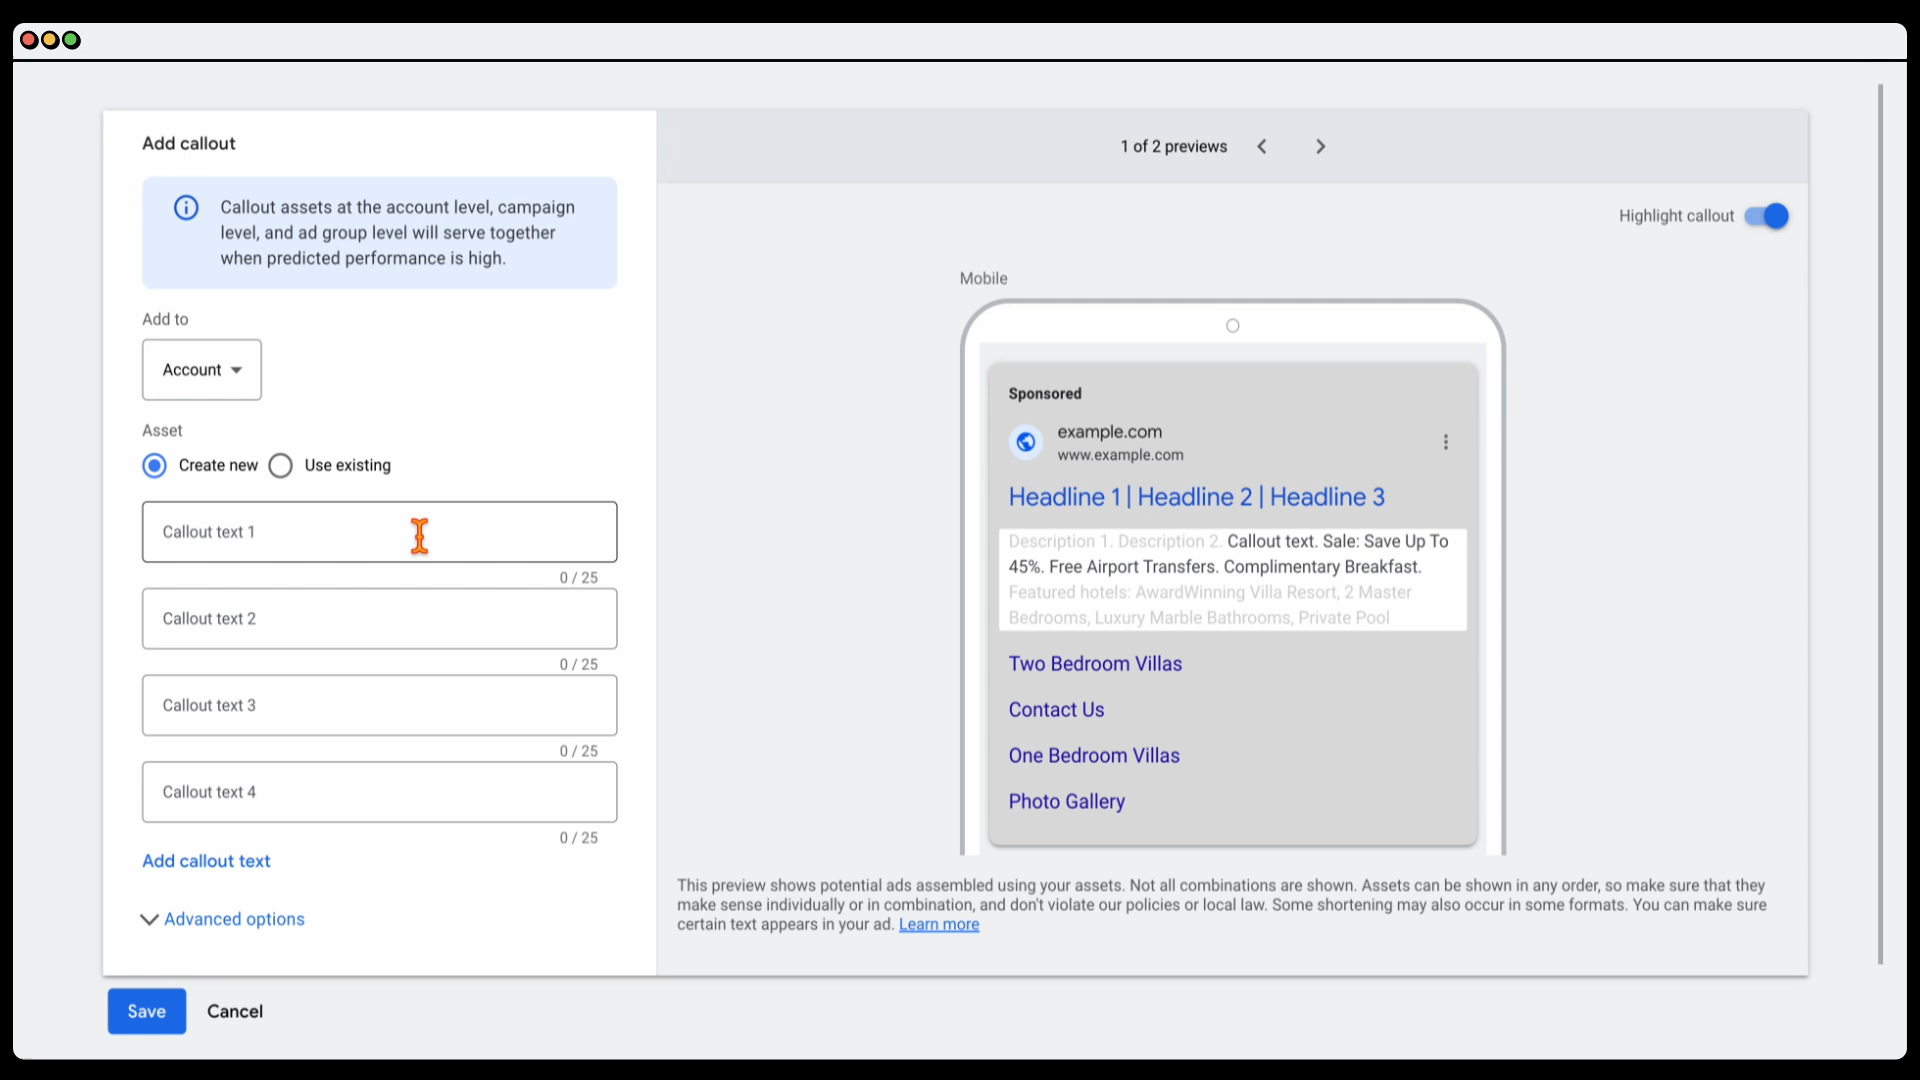 Add callout
Callout assets at the account level, campaign
level, and ad group level will serve together
when predicted performance is high.
Add to
Account
Asset
Create new
Use existing
Callout text 1
0 / 25
Callout text 2
0 / 25
Callout text 3
0 / 25
Callout text 4
0 / 25
Add callout text
Advanced options
Save
Cancel
1 of 2 previews
Highlight callout
Mobile
Sponsored
example.com
www.example.com
Headline 1 | Headline 2 | Headline 3
Description 1. Description 2. Callout text. Sale: Save Up To
45%. Free Airport Transfers. Complimentary Breakfast.
Featured hotels: AwardWinning Villa Resort, 2 Master
Bedrooms, Luxury Marble Bathrooms, Private Pool
Two Bedroom Villas
Contact Us
One Bedroom Villas
Photo Gallery
This preview shows potential ads assembled using your assets. Not all combinations are shown. Assets can be shown in any order, so make sure that they
make sense individually or in combination, and don't violate our policies or local law. Some shortening may also occur in some formats. You can make sure
certain text appears in your ad. Learn more